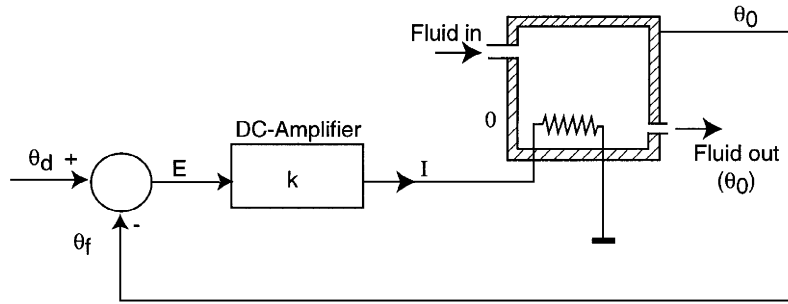 θ0
Fluid in
0
DC-Amplifier
Fluid out
(θ0)
θd +
E
k
I
-
θf